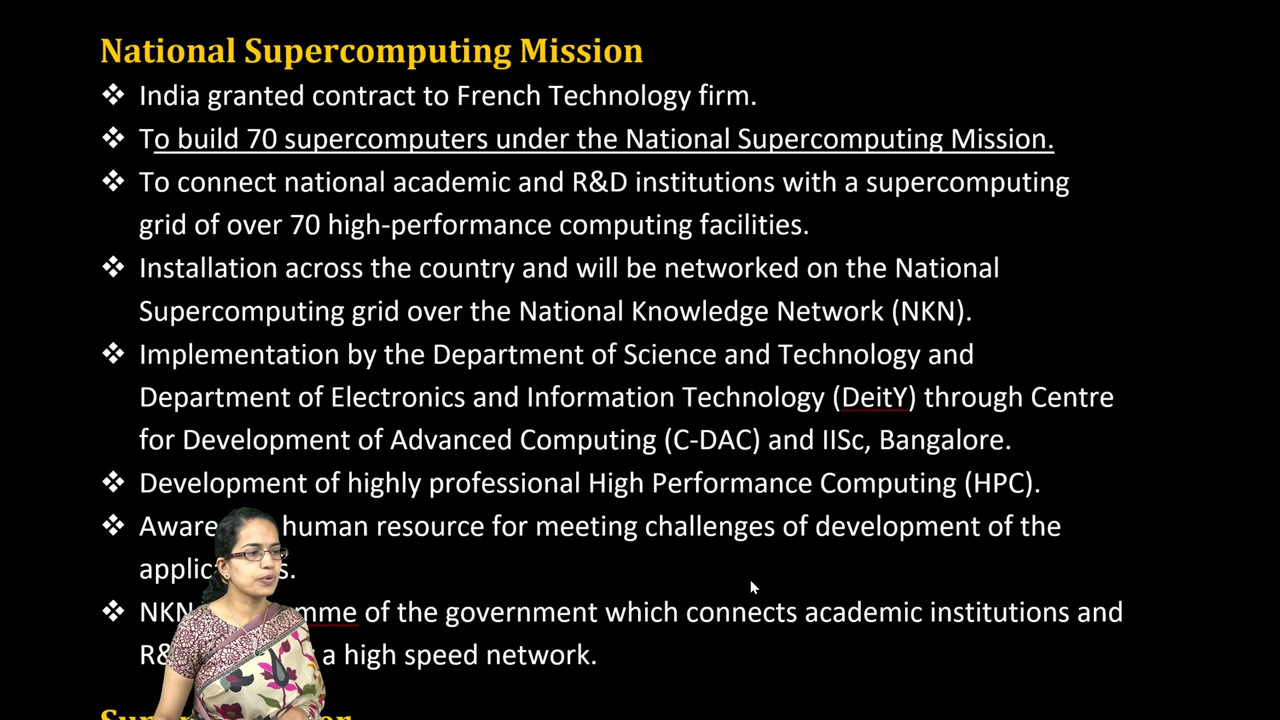 National Supercomputing Mission
❖ India granted contract to French Technology firm.
❖ To build 70 supercomputers under the National Supercomputing Mission.
❖ To connect national academic and R&D institutions with a supercomputing
grid of over 70 high-performance computing facilities.
❖ Installation across the country and will be networked on the National
Supercomputing grid over the National Knowledge Network (NKN).
❖ Implementation by the Department of Science and Technology and
Department of Electronics and Information Technology (DeitY) through Centre
for Development of Advanced Computing (C-DAC) and IISc, Bangalore.
❖ Development of highly professional High Performance Computing (HPC).
❖ human resource for meeting challenges of development of the
❖ NKN of the government which connects academic institutions and
a high speed network.